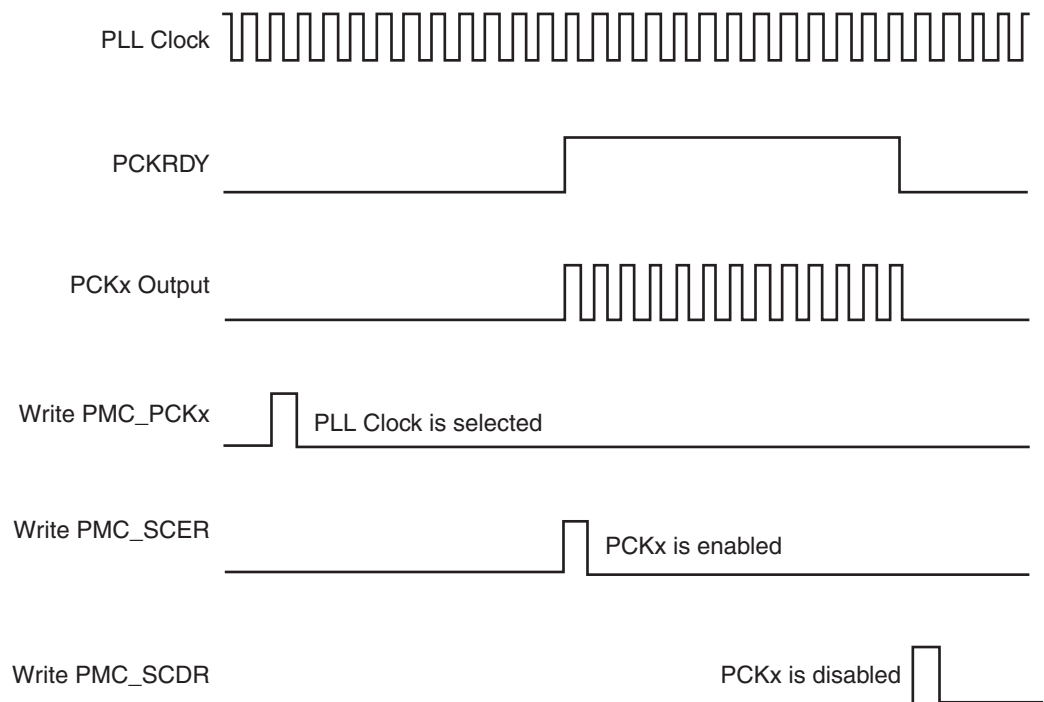 PLL Clock
PCKRDY
PCKx Output
Write PMC_PCKx
PLL Clock is selected
Write PMC_SCER
PCKx is enabled
Write PMC_SCDR
PCKx is disabled